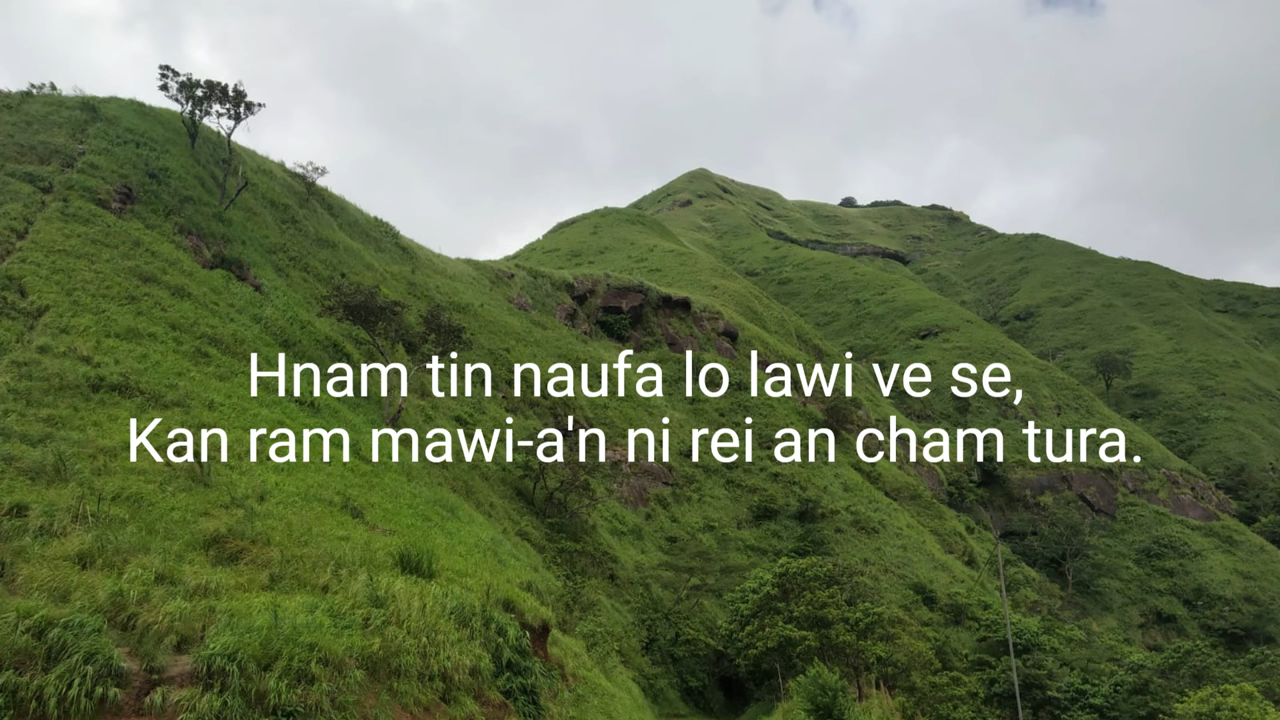 Hnam tin naufa lo lawi ve se,
Kan ram mawi-a'n ni rei an cham tura.